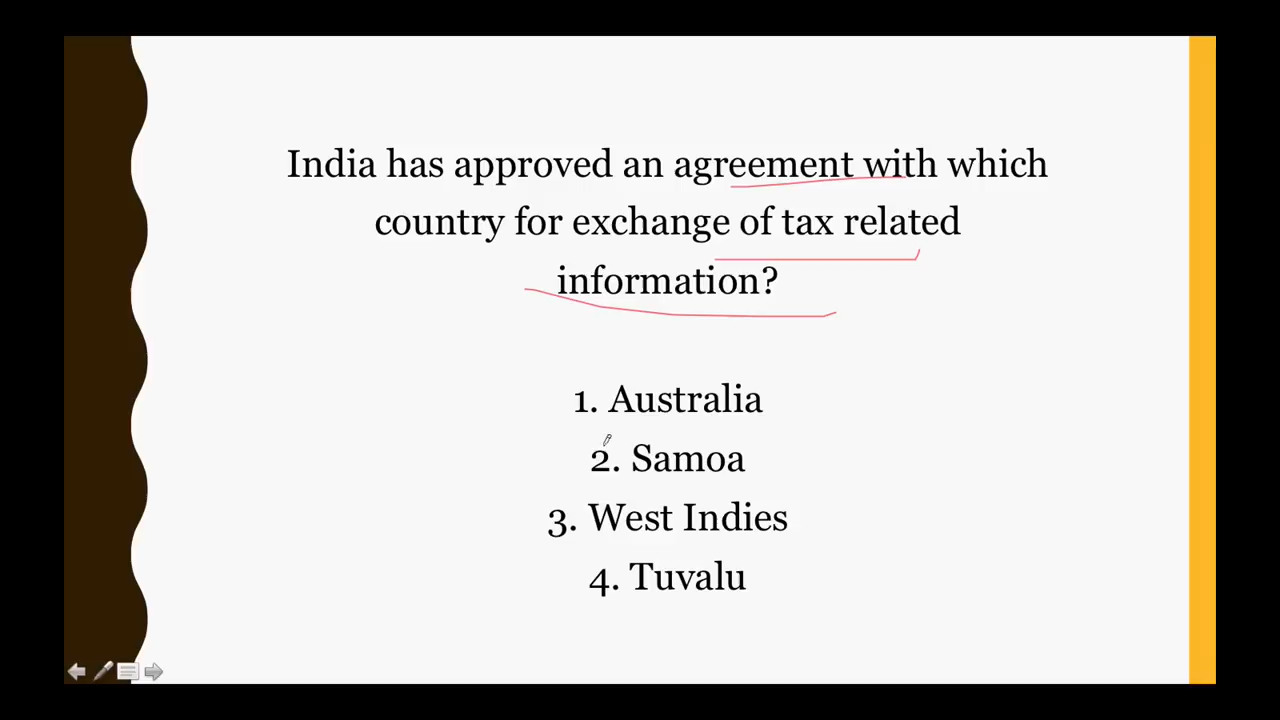 India has approved an agreement with which
country for exchange of tax related
information?
1. Australia
2. Samoa
3. West Indies
4. Tuvalu